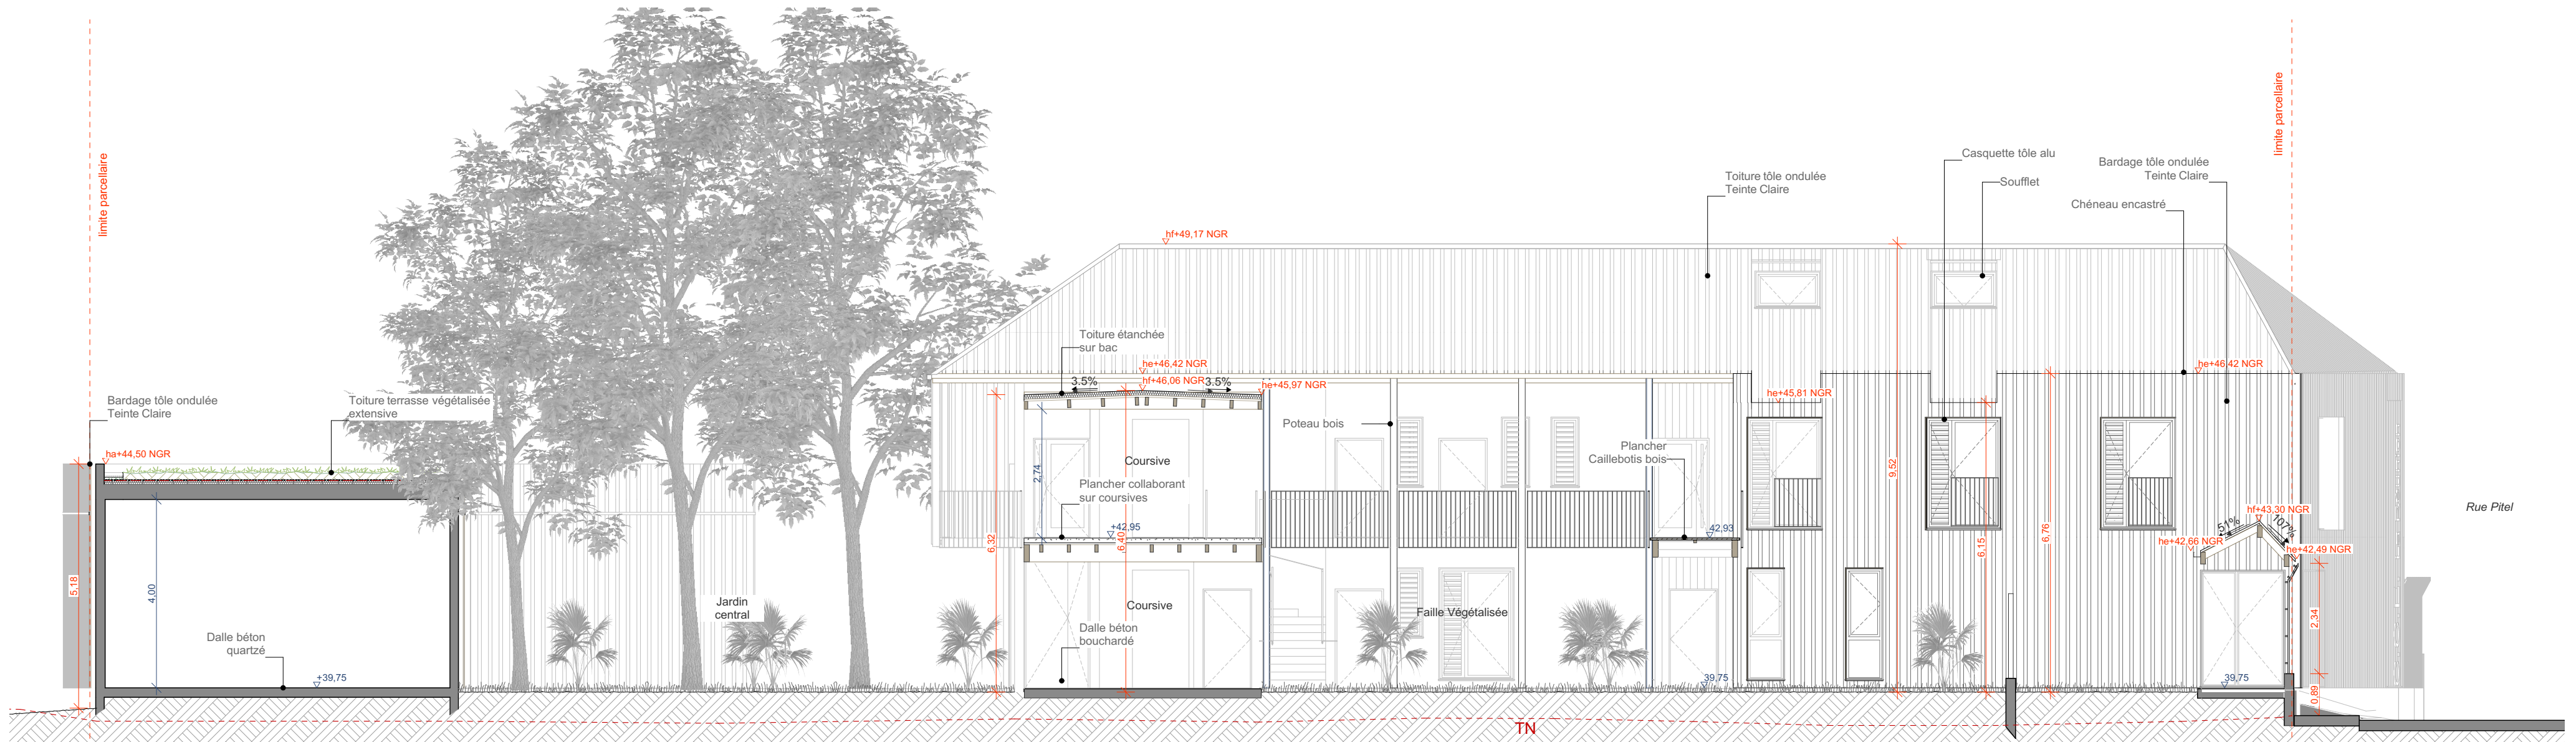 limite parcellaire
limite parcellaire
Casquette tôle alu
Soufflet
Bardage tôle ondulée
Teinte Claire
Toiture tôle ondulée
Teinte Claire
Chéneau encastré
hf+49,17 NGR
Toiture étanchée
sur bac
he+46,42 NGR
he+46,42 NGR
3.5%
hf+46,06 NGR
3.5%
he+45,97 NGR
he+45,81 NGR
Bardage tôle ondulée
Teinte Claire
Toiture terrasse végétalisée
extensive
Poteau bois
Plancher
Caillebotis bois
ha+44,50 NGR
Coursive
2,74
9,52
Plancher collaborant
sur coursives
Rue Pitel
hf+43,30 NGR
51%
107%
+42,95
42,93
he+42,66 NGR
he+42,49 NGR
6,32
6,40
6,15
6,76
5,18
4,00
Jardin
central
Coursive
Faille Végétalisée
2,34
Dalle béton
quartzé
Dalle béton
bouchardé
+39,75
39,75
39,75
0,89
TN